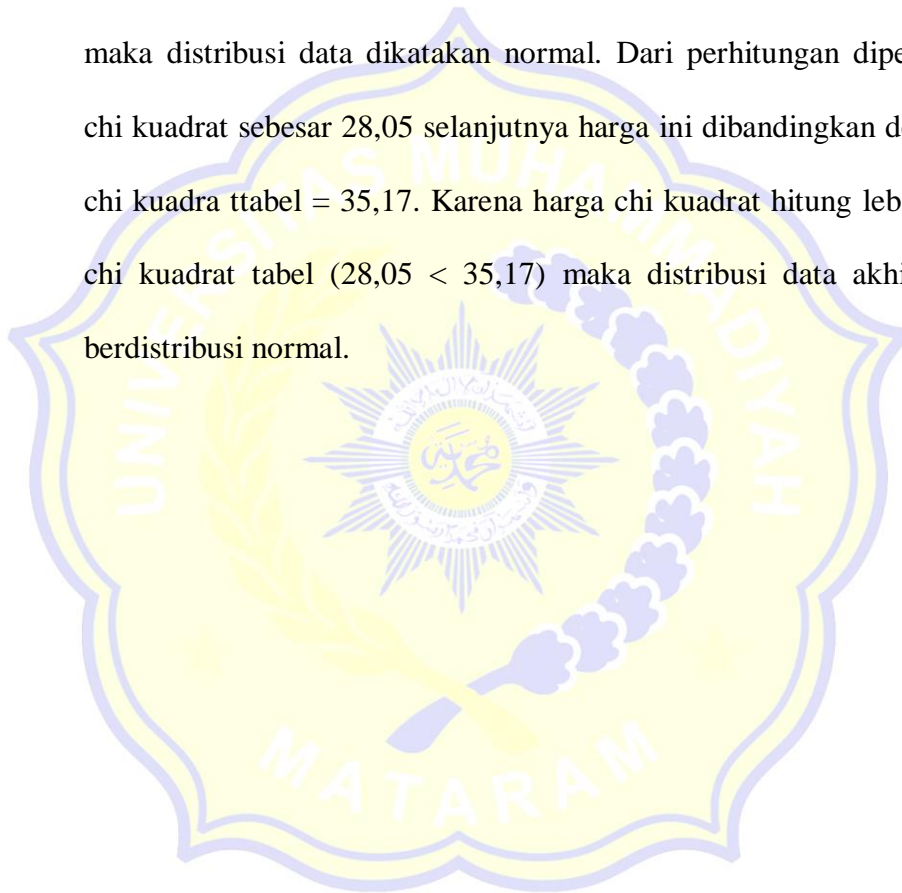 maka distribusi data dikatakan normal. Dari perhitungan dipe
chi kuadrat sebesar 28,05 selanjutnya harga ini dibandingkan d
chi kuadra ttabel = 35,17. Karena harga chi kuadrat hitung leb
chi kuadrat tabel (28,05 < 35,17) maka distribusi data akhi
berdistribusi normal.
UNIVERSITAS MUHAMMADIYAH
MATARAM